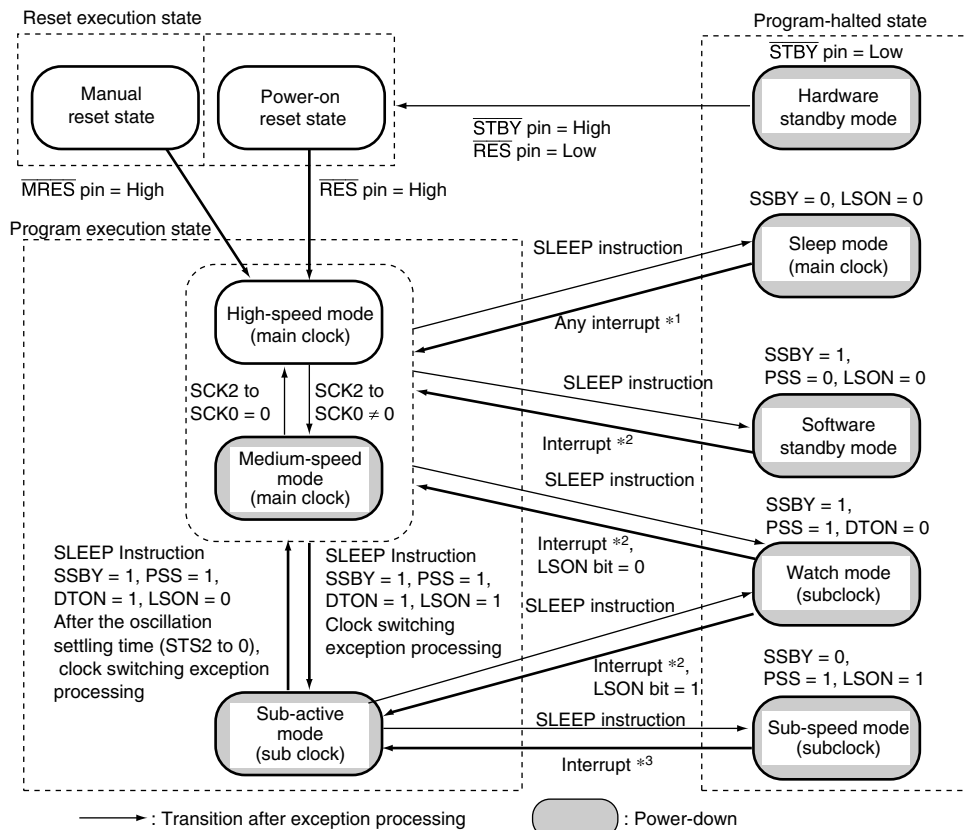 Reset execution state
Program-halted state
STBY pin = Low
Manual
reset state
Power-on
reset state
Hardware
standby mode
STBY pin = High
RES pin = Low
MRES pin = High
RES pin = High
SSBY = 0, LSON = 0
Program execution state
SLEEP instruction
Sleep mode
(main clock)
High-speed mode
(main clock)
Any interrupt *1
SSBY = 1,
PSS = 0, LSON = 0
SCK2 to
SCK0 = 0
SCK2 to
SCK0 ≠ 0
SLEEP instruction
Software
standby mode
Interrupt *2
Medium-speed
mode
(main clock)
SLEEP instruction
SSBY = 1,
PSS = 1, DTON = 0
Interrupt *2,
LSON bit = 0
Watch mode
(subclock)
SLEEP Instruction
SSBY = 1, PSS = 1,
DTON = 1, LSON = 0
After the oscillation
settling time (STS2 to 0),
clock switching exception
processing
SLEEP Instruction
SSBY = 1, PSS = 1,
DTON = 1, LSON = 1
Clock switching
exception processing
SLEEP instruction
Interrupt *2,
LSON bit = 1
SSBY = 0,
PSS = 1, LSON = 1
Sub-active
mode
(sub clock)
SLEEP instruction
Sub-speed mode
(subclock)
Interrupt *3
: Transition after exception processing
: Power-down